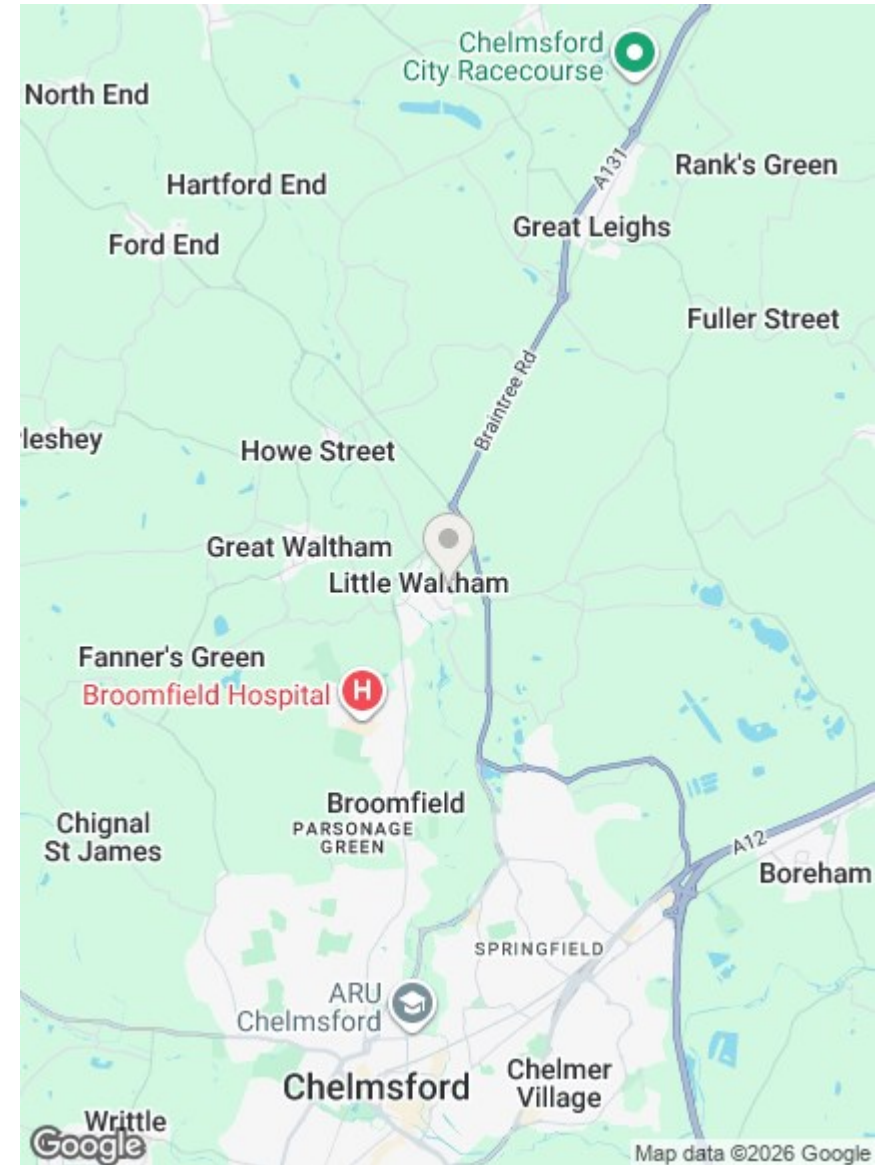 Chelmsford
City Racecourse
North End
A131
Rank's Green
Hartford End
Great Leighs
Ford End
Fuller Street
Braintree Rd
leshey
Howe Street
Great Waltham
Little Waltham
Fanner's Green
Broomfield Hospital
H
Broomfield
PARSONAGE
GREEN
Chignal
St James
A12
Boreham
SPRINGFIELD
ARU
Chelmsford
Chelmsford
Chelmer
Village
Writtle
Google
Map data ©2026 Google